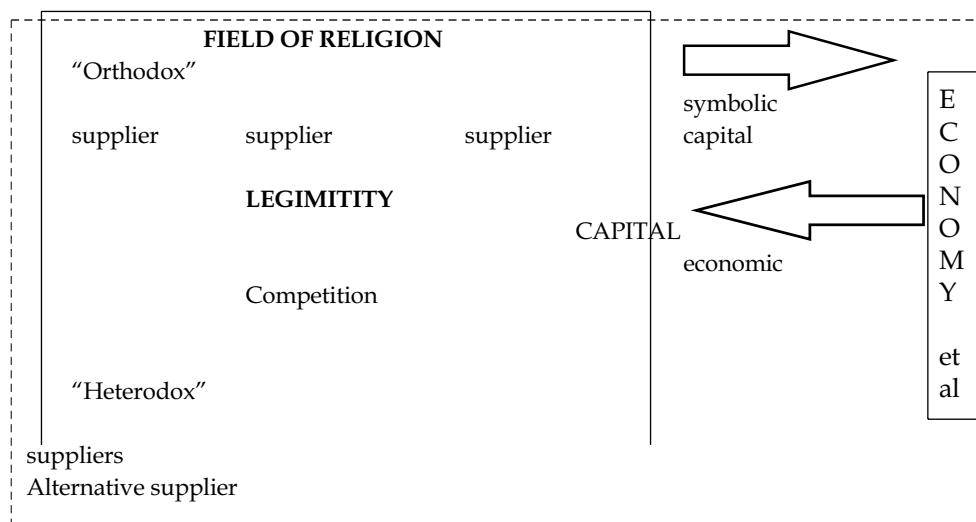 FIELD OF RELIGION
“Orthodox”
supplier supplier supplier
LEGIMITITY
Competition
“Heterodox”
suppliers
Alternative supplier
symbolic
capital
CAPITAL
economic
E
C
O
N
O
M
Y
et
al